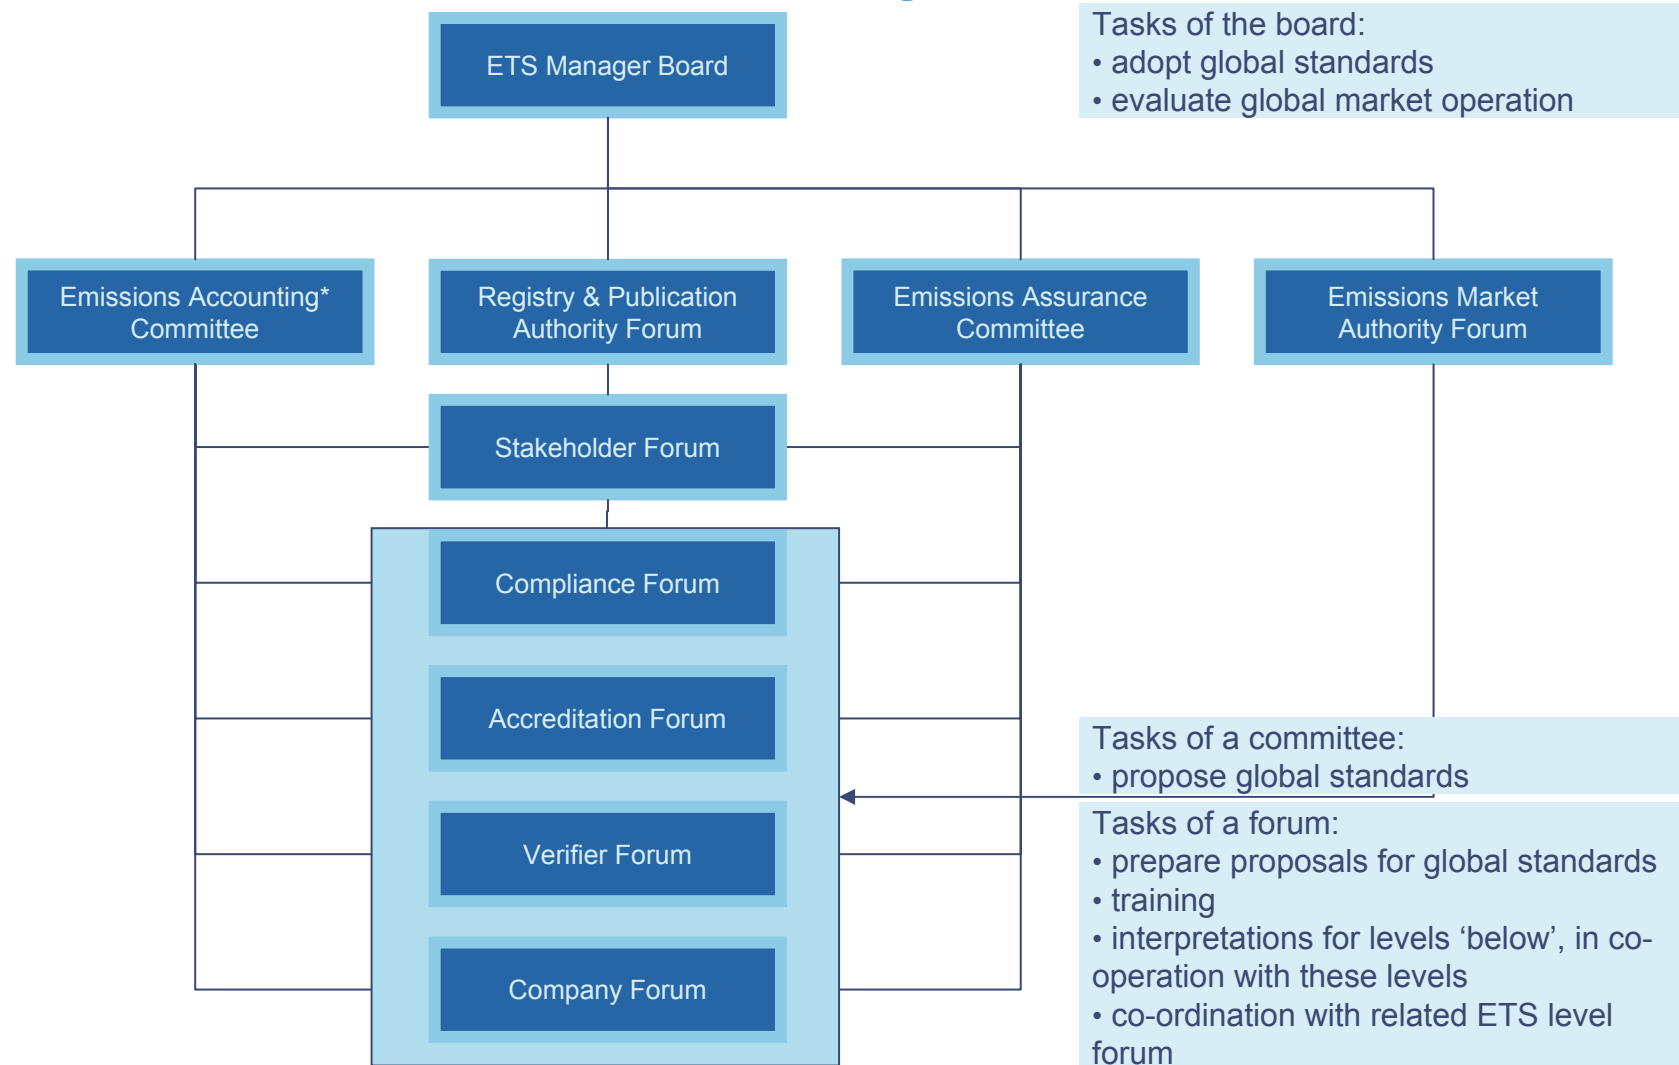 ETS Manager Board
Tasks of the board:
• adopt global standards
• evaluate global market operation
Emissions Accounting*
Committee
Registry & Publication
Authority Forum
Emissions Assurance
Committee
Emissions Market
Authority Forum
Stakeholder Forum
Compliance Forum
Accreditation Forum
Verifier Forum
Company Forum
Tasks of a committee:
• propose global standards
Tasks of a forum:
• prepare proposals for global standards
• training
• interpretations for levels ‘below’, in co-
operation with these levels
• co-ordination with related ETS level
forum